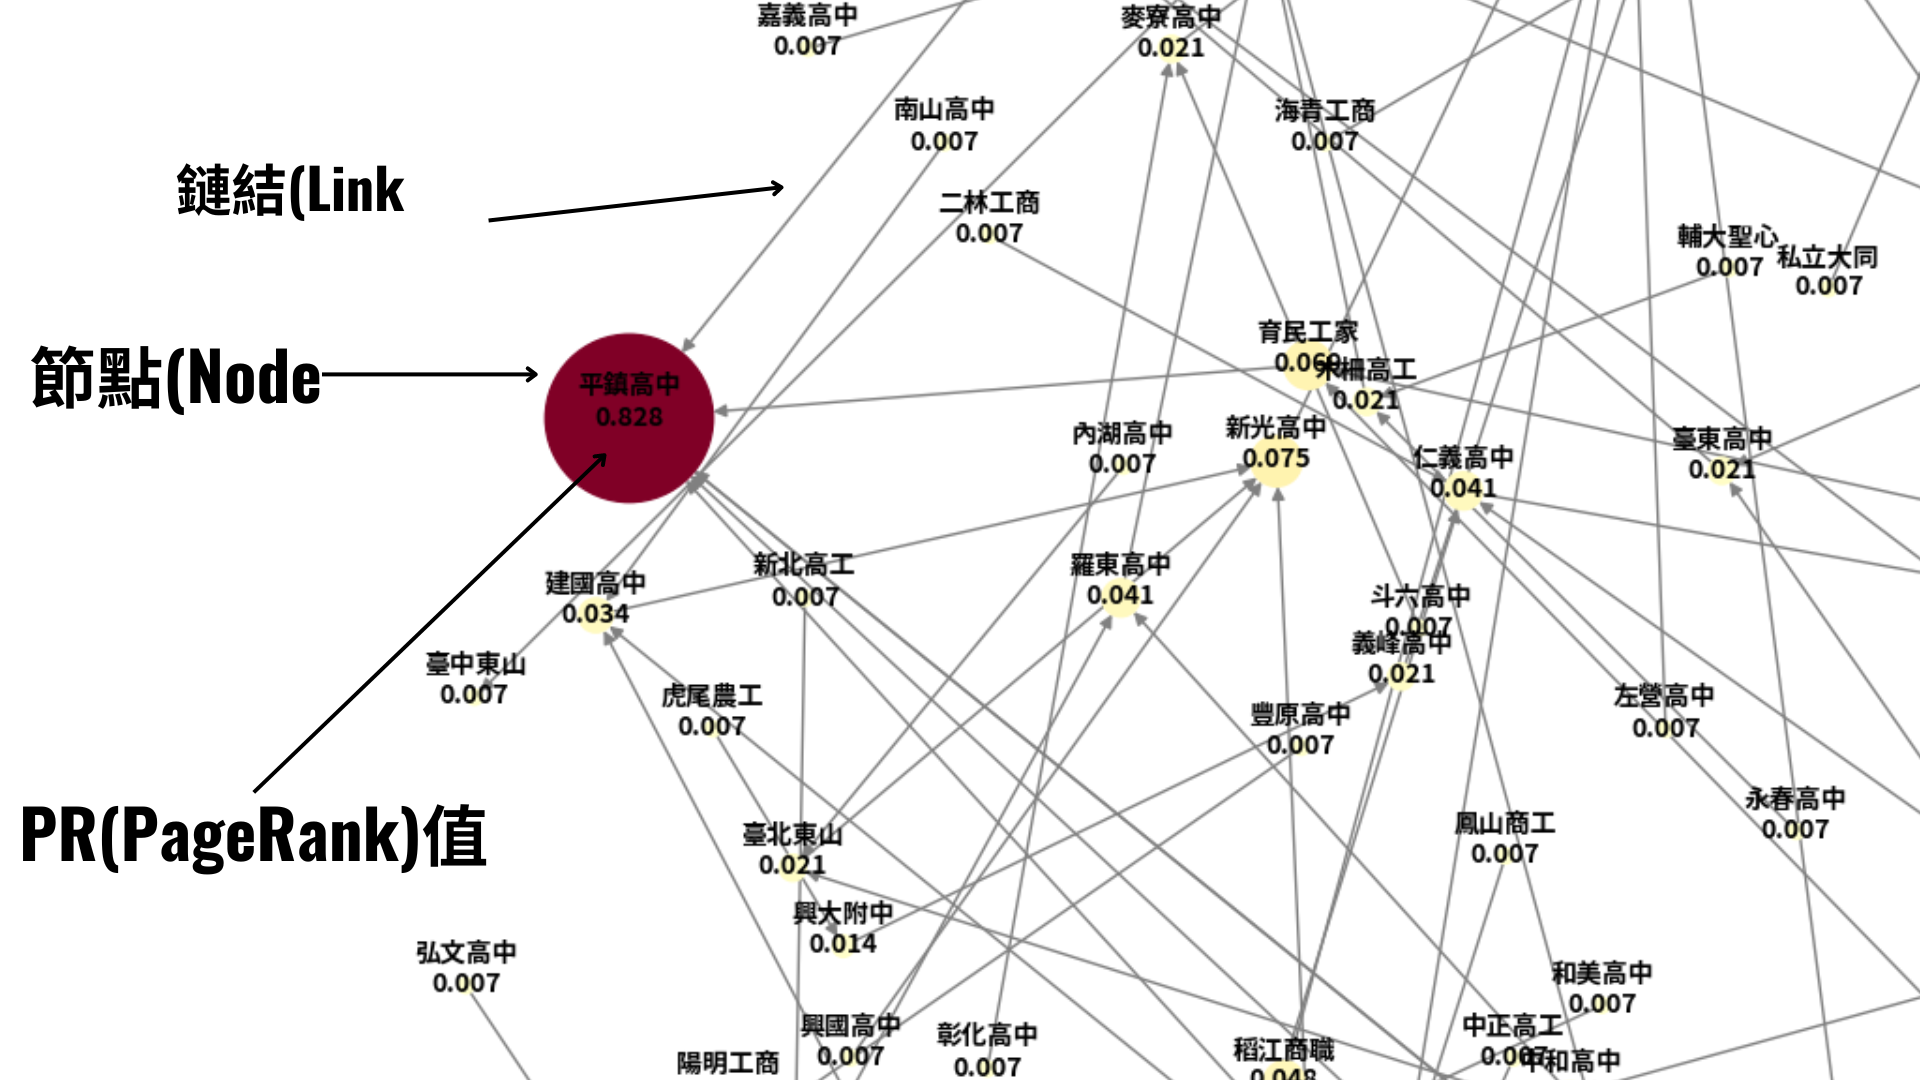 嘉義高中
0.007
麥寮高中
0.021
南山高中
0.007
海青工商
0.007
鏈結(Link
二林工商
0.007
輔大聖心
0.007
私立大同
0.007
節點(Node
平鎮高中
0.828
育民工家
木柵高工
0.021
內湖高中
0.007
新光高中
0.075
仁義高中
0.041
臺東高中
0.021
新北高工
0.007
建國高中
0.034
羅東高中
0.041
斗六高中
0.007
義峰高中
0.021
臺中東山
0.007
虎尾農工
0.007
豐原高中
0.007
左營高中
0.007
PR(PageRank)值
臺北東山
0.021
鳳山商工
0.007
永春高中
0.007
興大附中
0.014
弘文高中
0.007
和美高中
0.007
興國高中
0.007
彰化高中
0.007
陽明工商
稻江商職
0.048
中正高工
0.007
中和高中